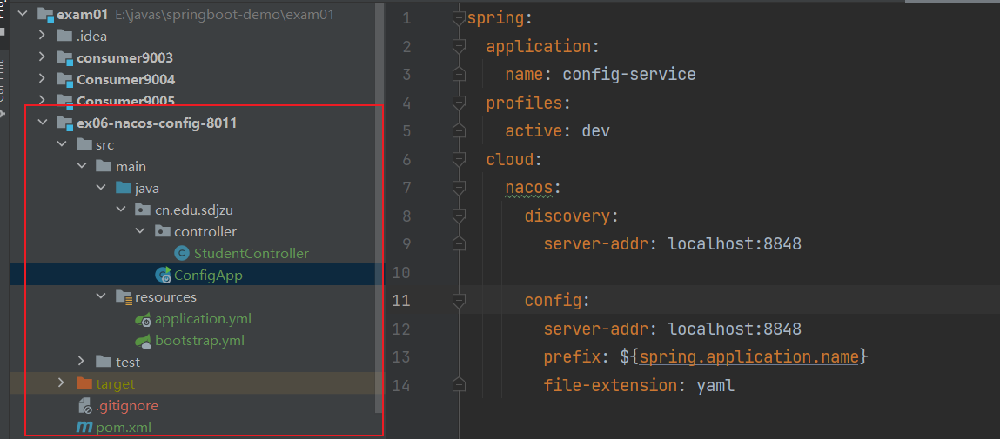 exam01 E:\javas\springboot-demo\exam01
.idea
consumer9003
Consumer9004
Consumer9005
ex06-nacos-config-8011
src
main
java
cn.edu.sdjzu
controller
StudentController
ConfigApp
resources
application.yml
bootstrap.yml
test
target
.gitignore
pom.xml
1 spring:
2   application:
3     name: config-service
4   profiles:
5     active: dev
6   cloud:
7     nacos:
8       discovery:
9         server-addr: localhost:8848
10
11       config:
12         server-addr: localhost:8848
13         prefix: ${spring.application.name}
14         file-extension: yaml